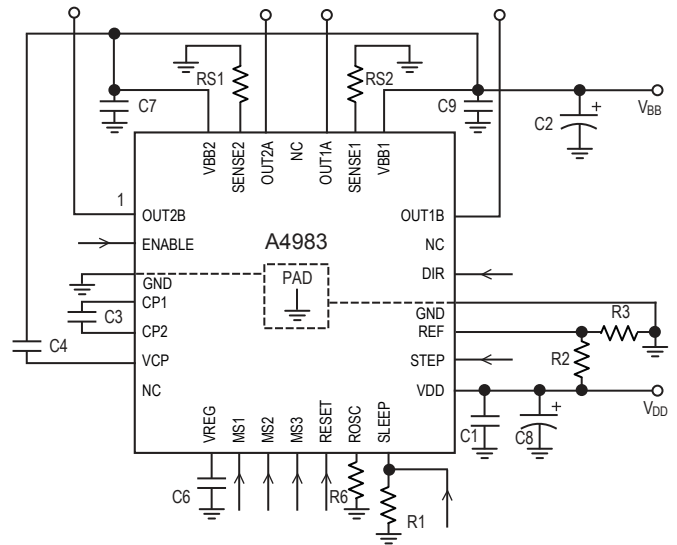 RS1
RS2
C7
C9
C2
+
VBB
VBB2
SENSE2
OUT2A
NC
OUT1A
SENSE1
VBB1
1
OUT2B
OUT1B
ENABLE
A4983
NC
PAD
DIR
GND
CP1
GND
C3
R3
CP2
REF
C4
VCP
STEP
R2
NC
VDD
VDD
VREG
MS1
MS2
MS3
RESET
ROSC
SLEEP
C1
C8
+
C6
R6
R1